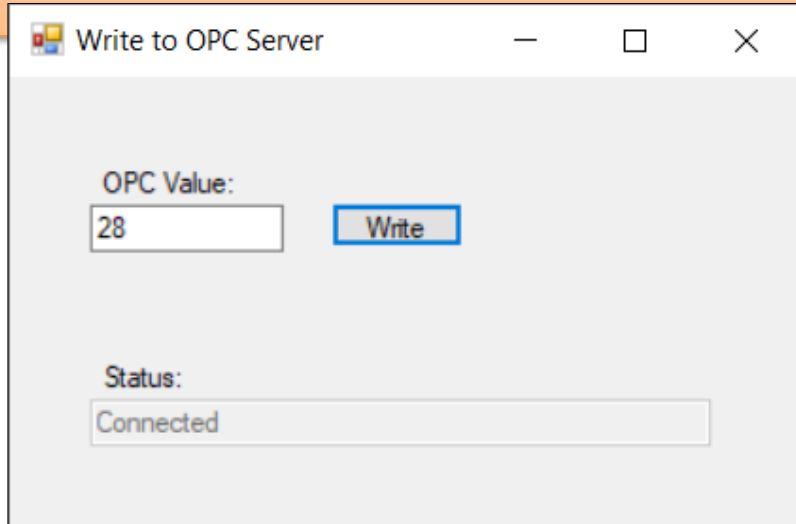 Write to OPC Server
OPC Value:
28
Write
Status:
Connected